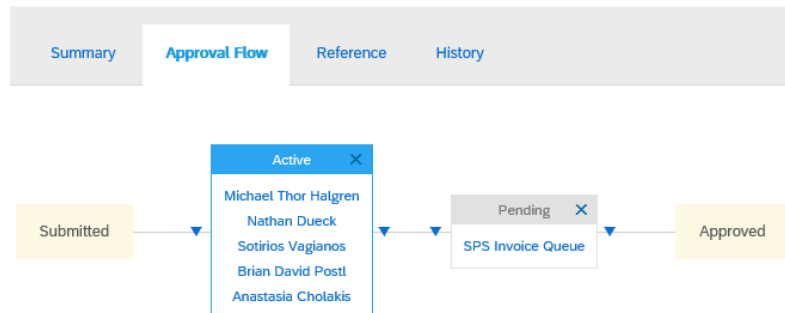 Summary Approval Flow Reference History
Active
Michael Thor Halgren
Nathan Dueck
Sotirios Vagianos
Brian David Postl
Anastasia Cholakis
Submitted
Pending
SPS Invoice Queue
Approved